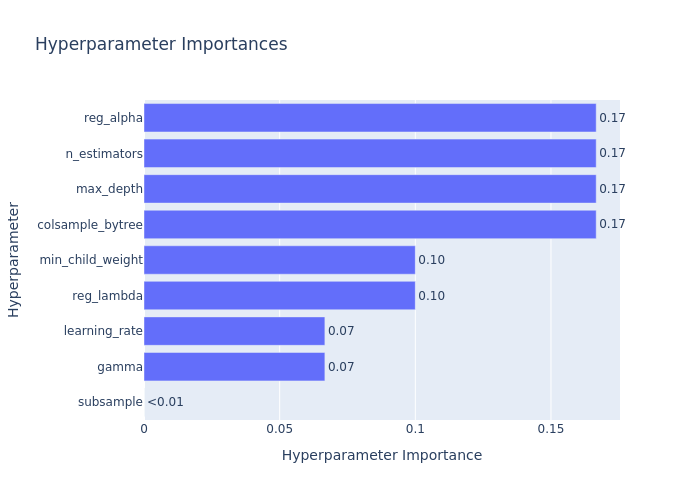 Hyperparameter Importances
reg_alpha 0.17
n_estimators 0.17
max_depth 0.17
colsample_bytree 0.17
min_child_weight 0.10
reg_lambda 0.10
learning_rate 0.07
gamma 0.07
subsample <0.01
0 0.05 0.1 0.15
Hyperparameter Importance
Hyperparameter